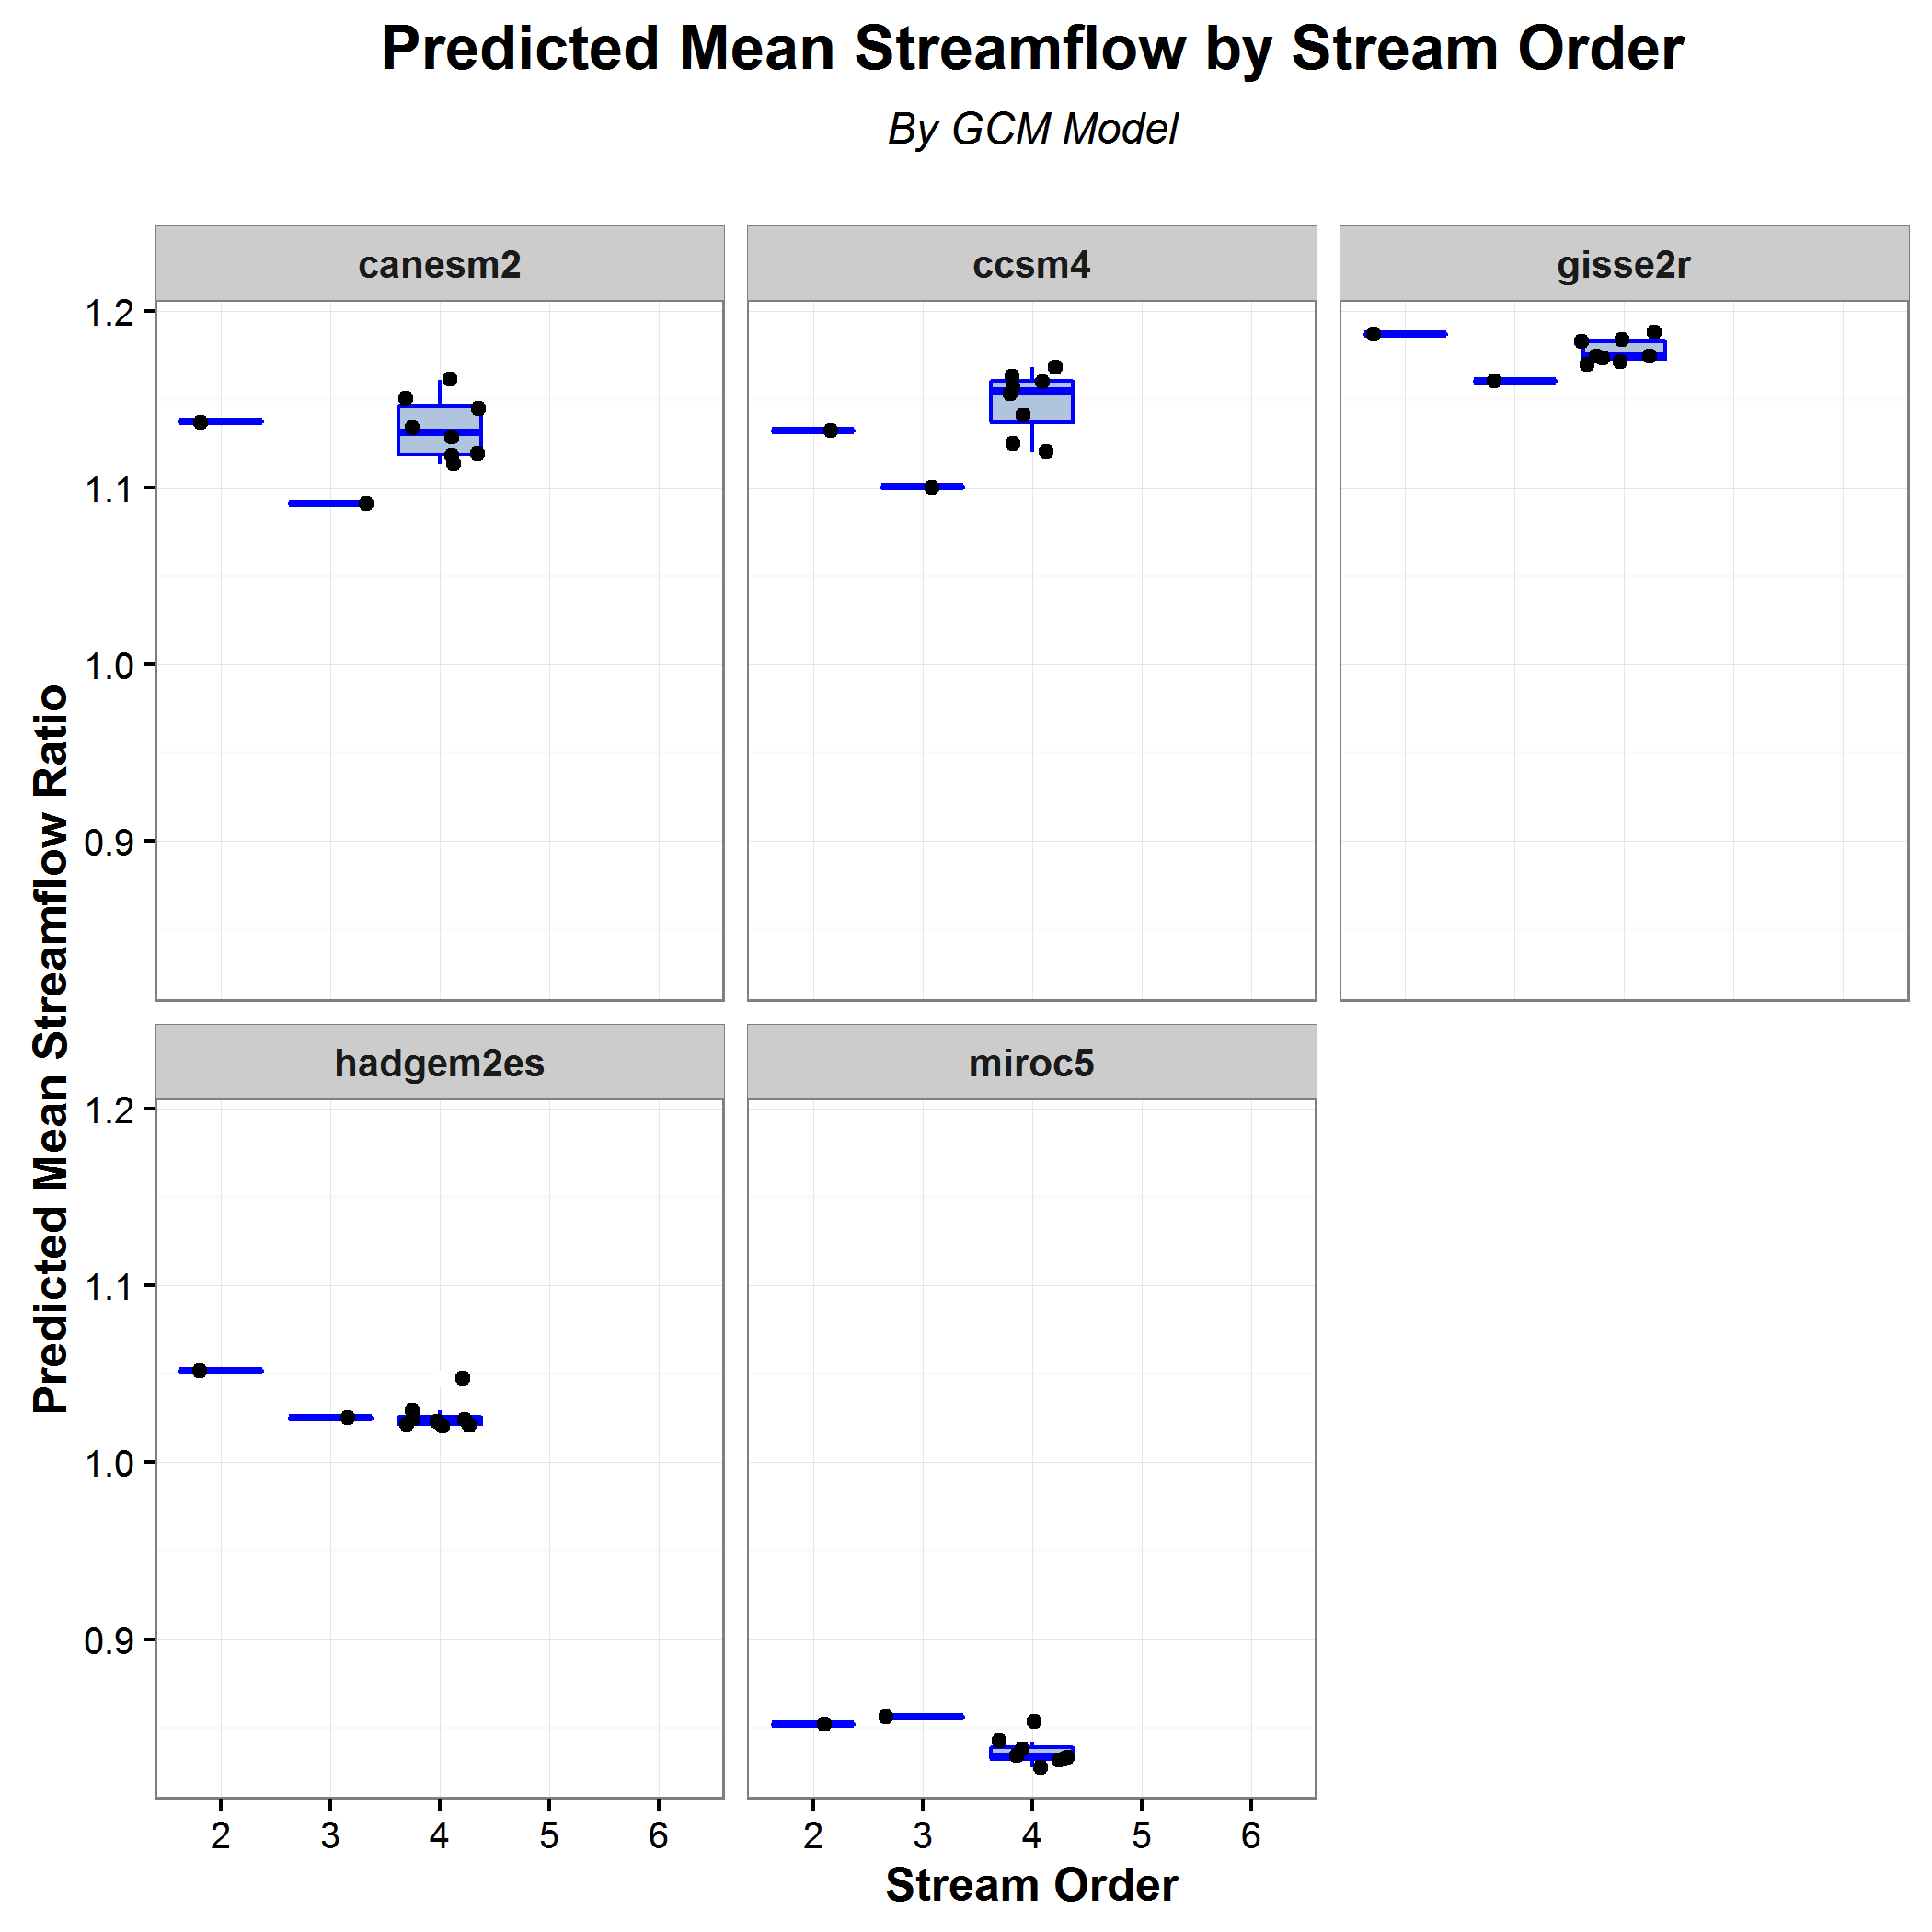 Predicted Mean Streamflow by Stream Order
By GCM Model
canesm2 ccsm4 gisse2r
1.2
1.1
1.0
0.9
Predicted Mean Streamflow Ratio
hadgem2es miroc5
1.2
1.1
1.0
0.9
2 3 4 5 6 2 3 4 5 6
Stream Order